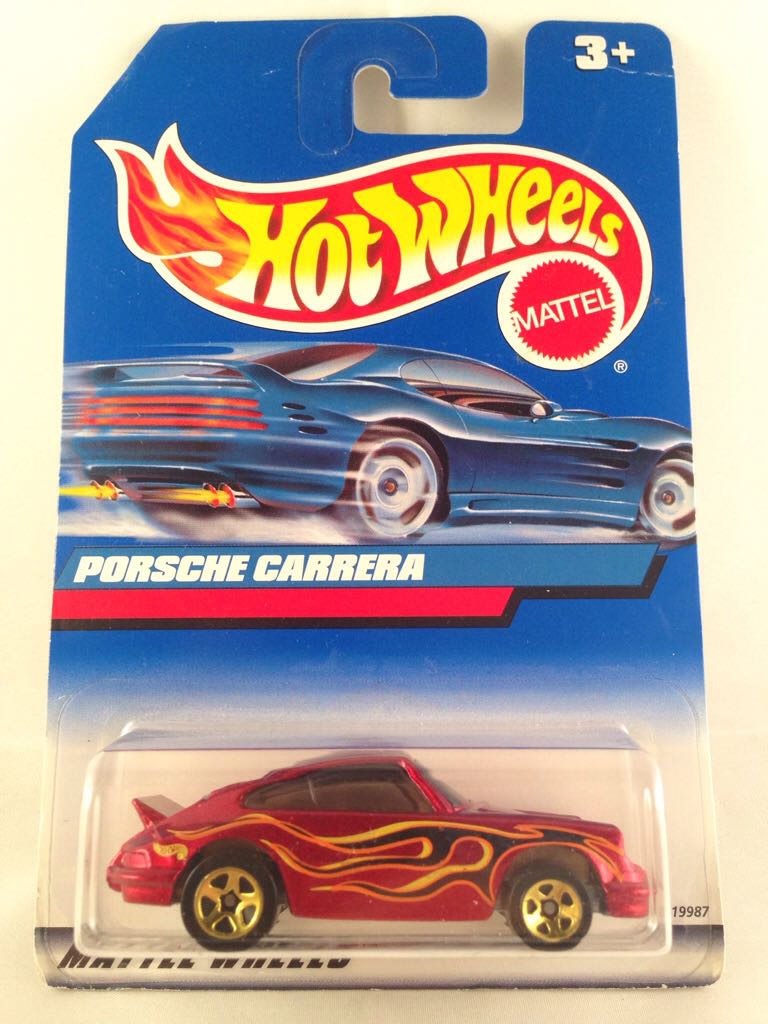 3+
Hot Wheels
MATTEL
®
PORSCHE CARRERA
19987